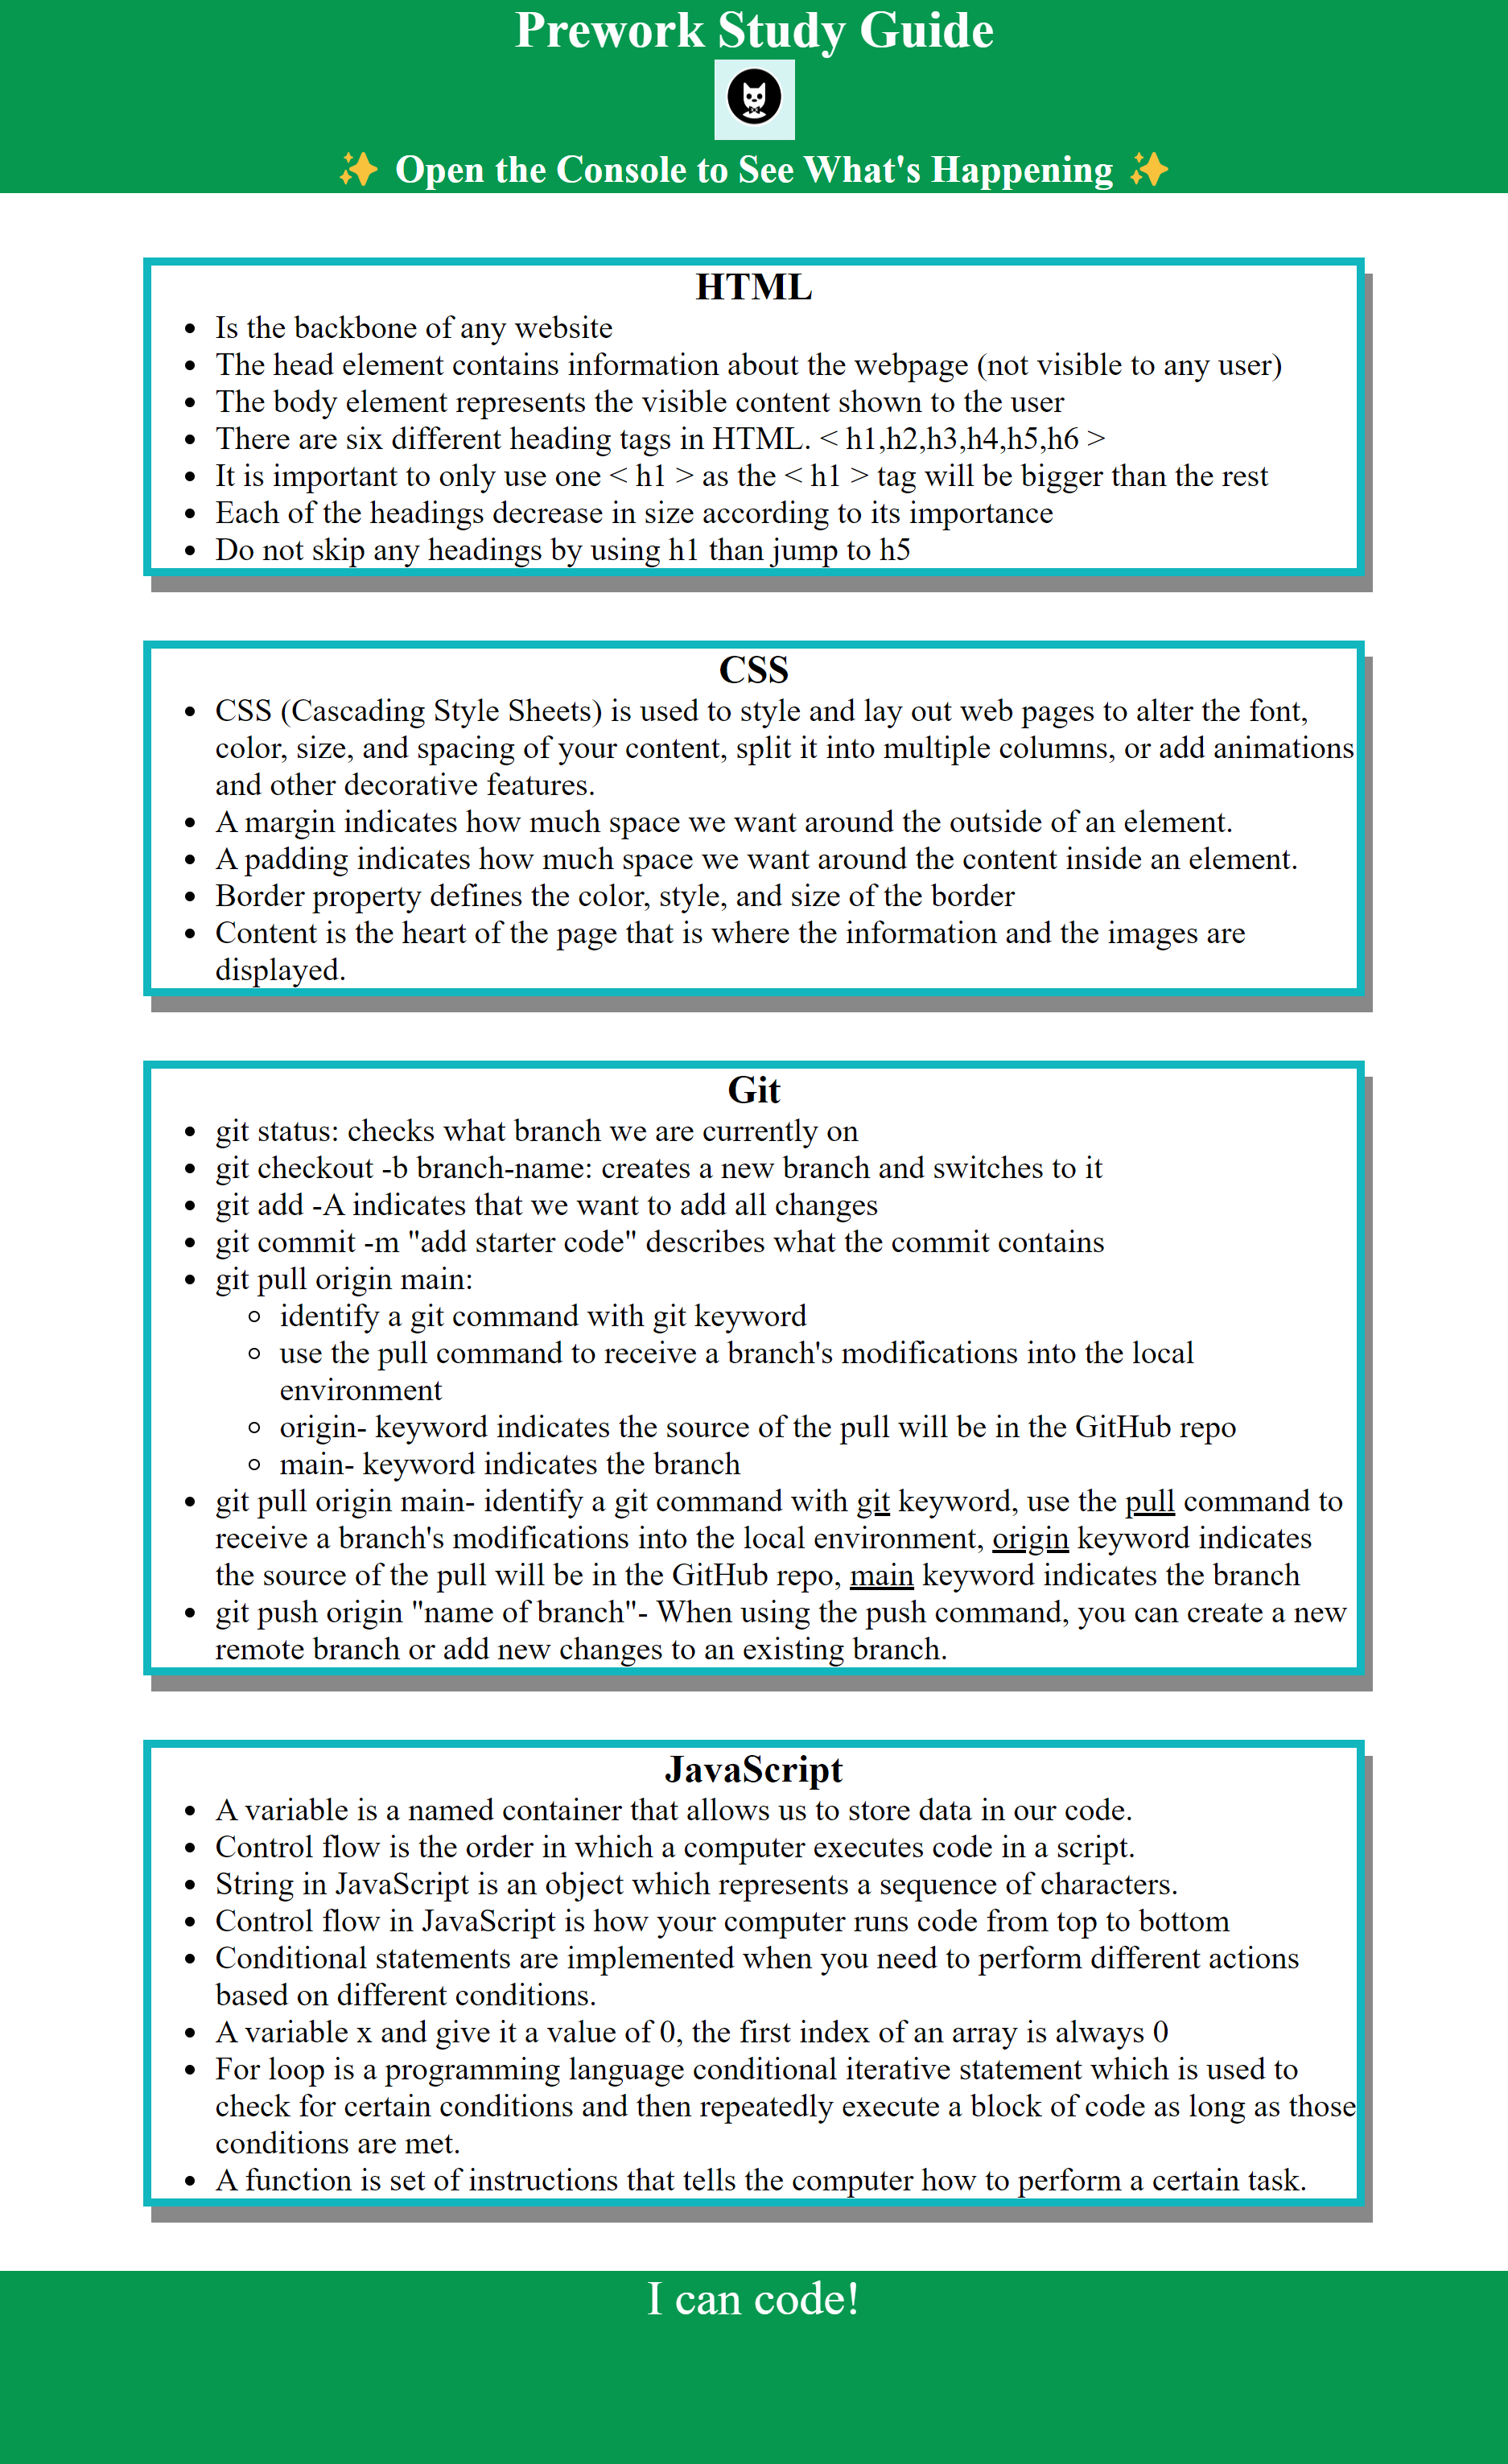 Prework Study Guide
✨ Open the Console to See What's Happening ✨
HTML
Is the backbone of any website
The head element contains information about the webpage (not visible to any user)
The body element represents the visible content shown to the user
There are six different heading tags in HTML. < h1,h2,h3,h4,h5,h6 >
It is important to only use one < h1 > as the < h1 > tag will be bigger than the rest
Each of the headings decrease in size according to its importance
Do not skip any headings by using h1 than jump to h5
CSS
CSS (Cascading Style Sheets) is used to style and lay out web pages to alter the font,
color, size, and spacing of your content, split it into multiple columns, or add animations
and other decorative features.
A margin indicates how much space we want around the outside of an element.
A padding indicates how much space we want around the content inside an element.
Border property defines the color, style, and size of the border
Content is the heart of the page that is where the information and the images are
displayed.
Git
git status: checks what branch we are currently on
git checkout -b branch-name: creates a new branch and switches to it
git add -A indicates that we want to add all changes
git commit -m "add starter code" describes what the commit contains
git pull origin main:
identify a git command with git keyword
use the pull command to receive a branch's modifications into the local
environment
origin- keyword indicates the source of the pull will be in the GitHub repo
main- keyword indicates the branch
git pull origin main- identify a git command with git keyword, use the pull command to
receive a branch's modifications into the local environment, origin keyword indicates
the source of the pull will be in the GitHub repo, main keyword indicates the branch
git push origin "name of branch"- When using the push command, you can create a new
remote branch or add new changes to an existing branch.
JavaScript
A variable is a named container that allows us to store data in our code.
Control flow is the order in which a computer executes code in a script.
String in JavaScript is an object which represents a sequence of characters.
Control flow in JavaScript is how your computer runs code from top to bottom
Conditional statements are implemented when you need to perform different actions
based on different conditions.
A variable x and give it a value of 0, the first index of an array is always 0
For loop is a programming language conditional iterative statement which is used to
check for certain conditions and then repeatedly execute a block of code as long as those
conditions are met.
A function is set of instructions that tells the computer how to perform a certain task.
I can code!